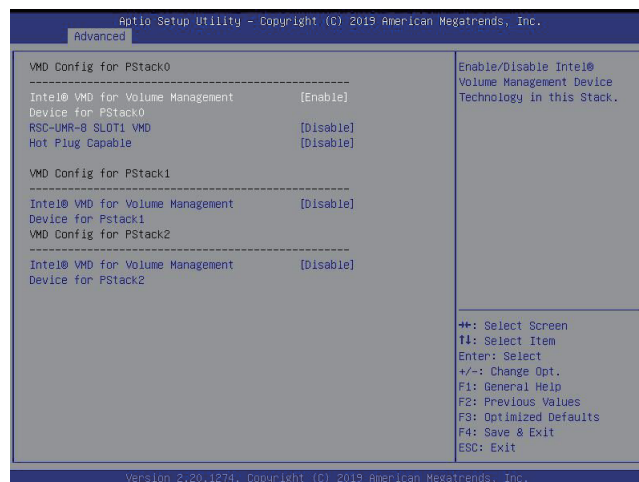 Aptio Setup Utility – Copyright (C) 2019 American Megatrends, Inc.
Advanced
VMD Config for PStack0
--------------------------------------------------
Intel® VMD for Volume Management [Enable]
Device for PStack0
RSC-UMR-8 SLOT1 VMD [Disable]
Hot Plug Capable [Disable]
VMD Config for PStack1
--------------------------------------------------
Intel® VMD for Volume Management [Disable]
Device for Pstack1
VMD Config for PStack2
--------------------------------------------------
Intel® VMD for Volume Management [Disable]
Device for PStack2
Enable/Disable Intel®
Volume Management Device
Technology in this Stack.
→←: Select Screen
↑↓: Select Item
Enter: Select
+/-: Change Opt.
F1: General Help
F2: Previous Values
F3: Optimized Defaults
F4: Save & Exit
ESC: Exit
Version 2.20.1274. Copyright (C) 2019 American Megatrends, Inc.